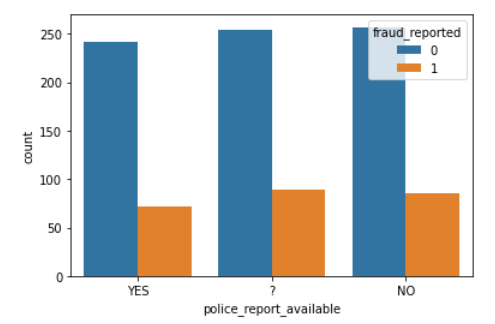 fraud_reported
0
1
250
200
150
100
50
0
count
YES ? NO
police_report_available